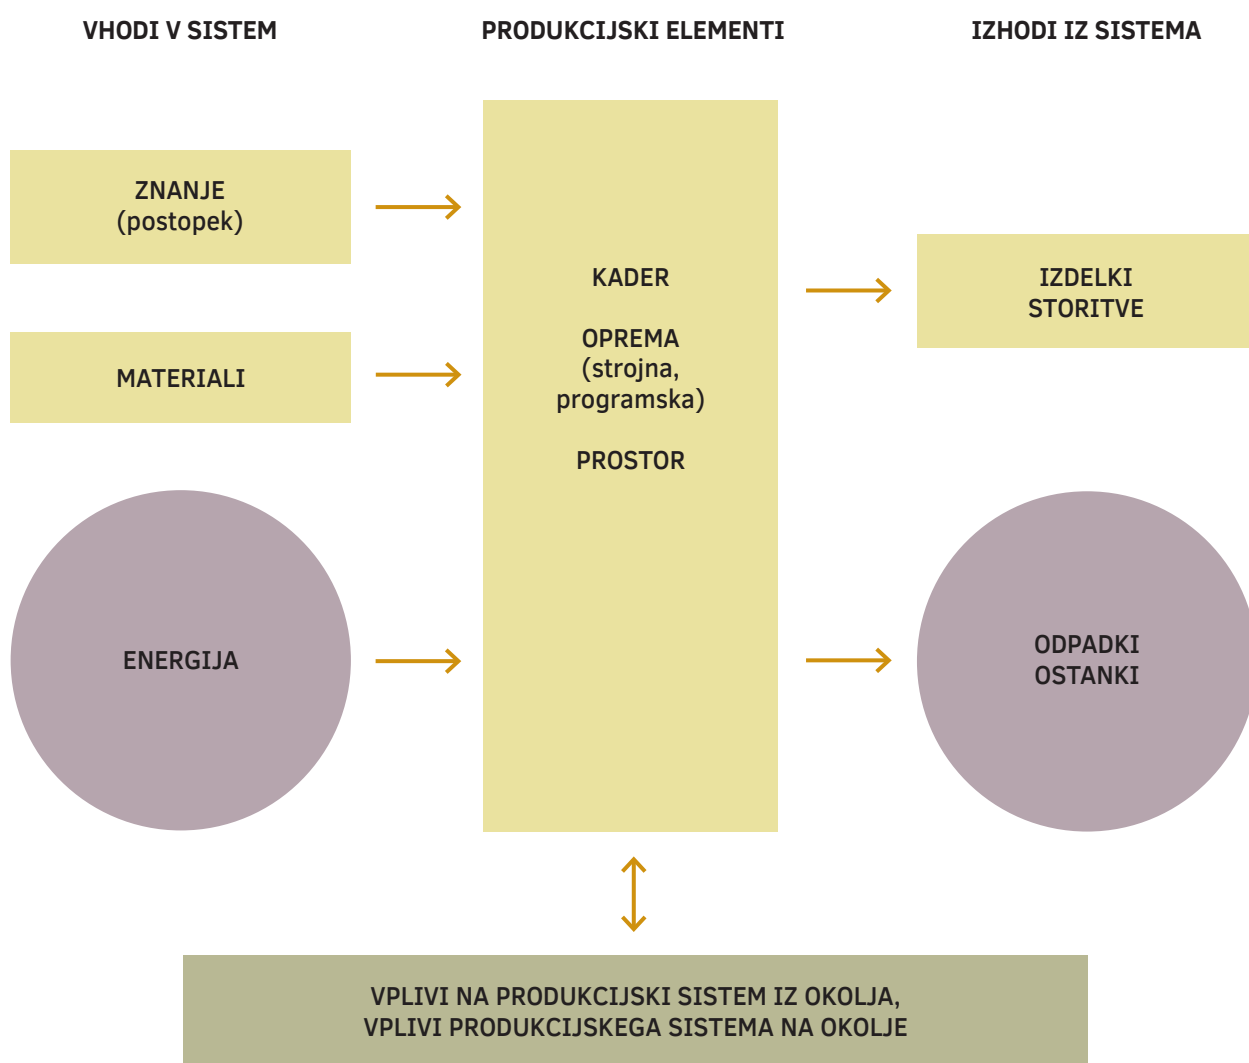 VHODI V SISTEM
PRODUKCIJSKI ELEMENTI
IZHODI IZ SISTEMA
ZNANJE
(postopek)
MATERIALI
ENERGIJA
KADER
OPREMA
(strojna,
programska)
PROSTOR
IZDELKI
STORITVE
ODPADKI
OSTANKI
VPLIVI NA PRODUKCIJSKI SISTEM IZ OKOLJA,
VPLIVI PRODUKCIJSKEGA SISTEMA NA OKOLJE